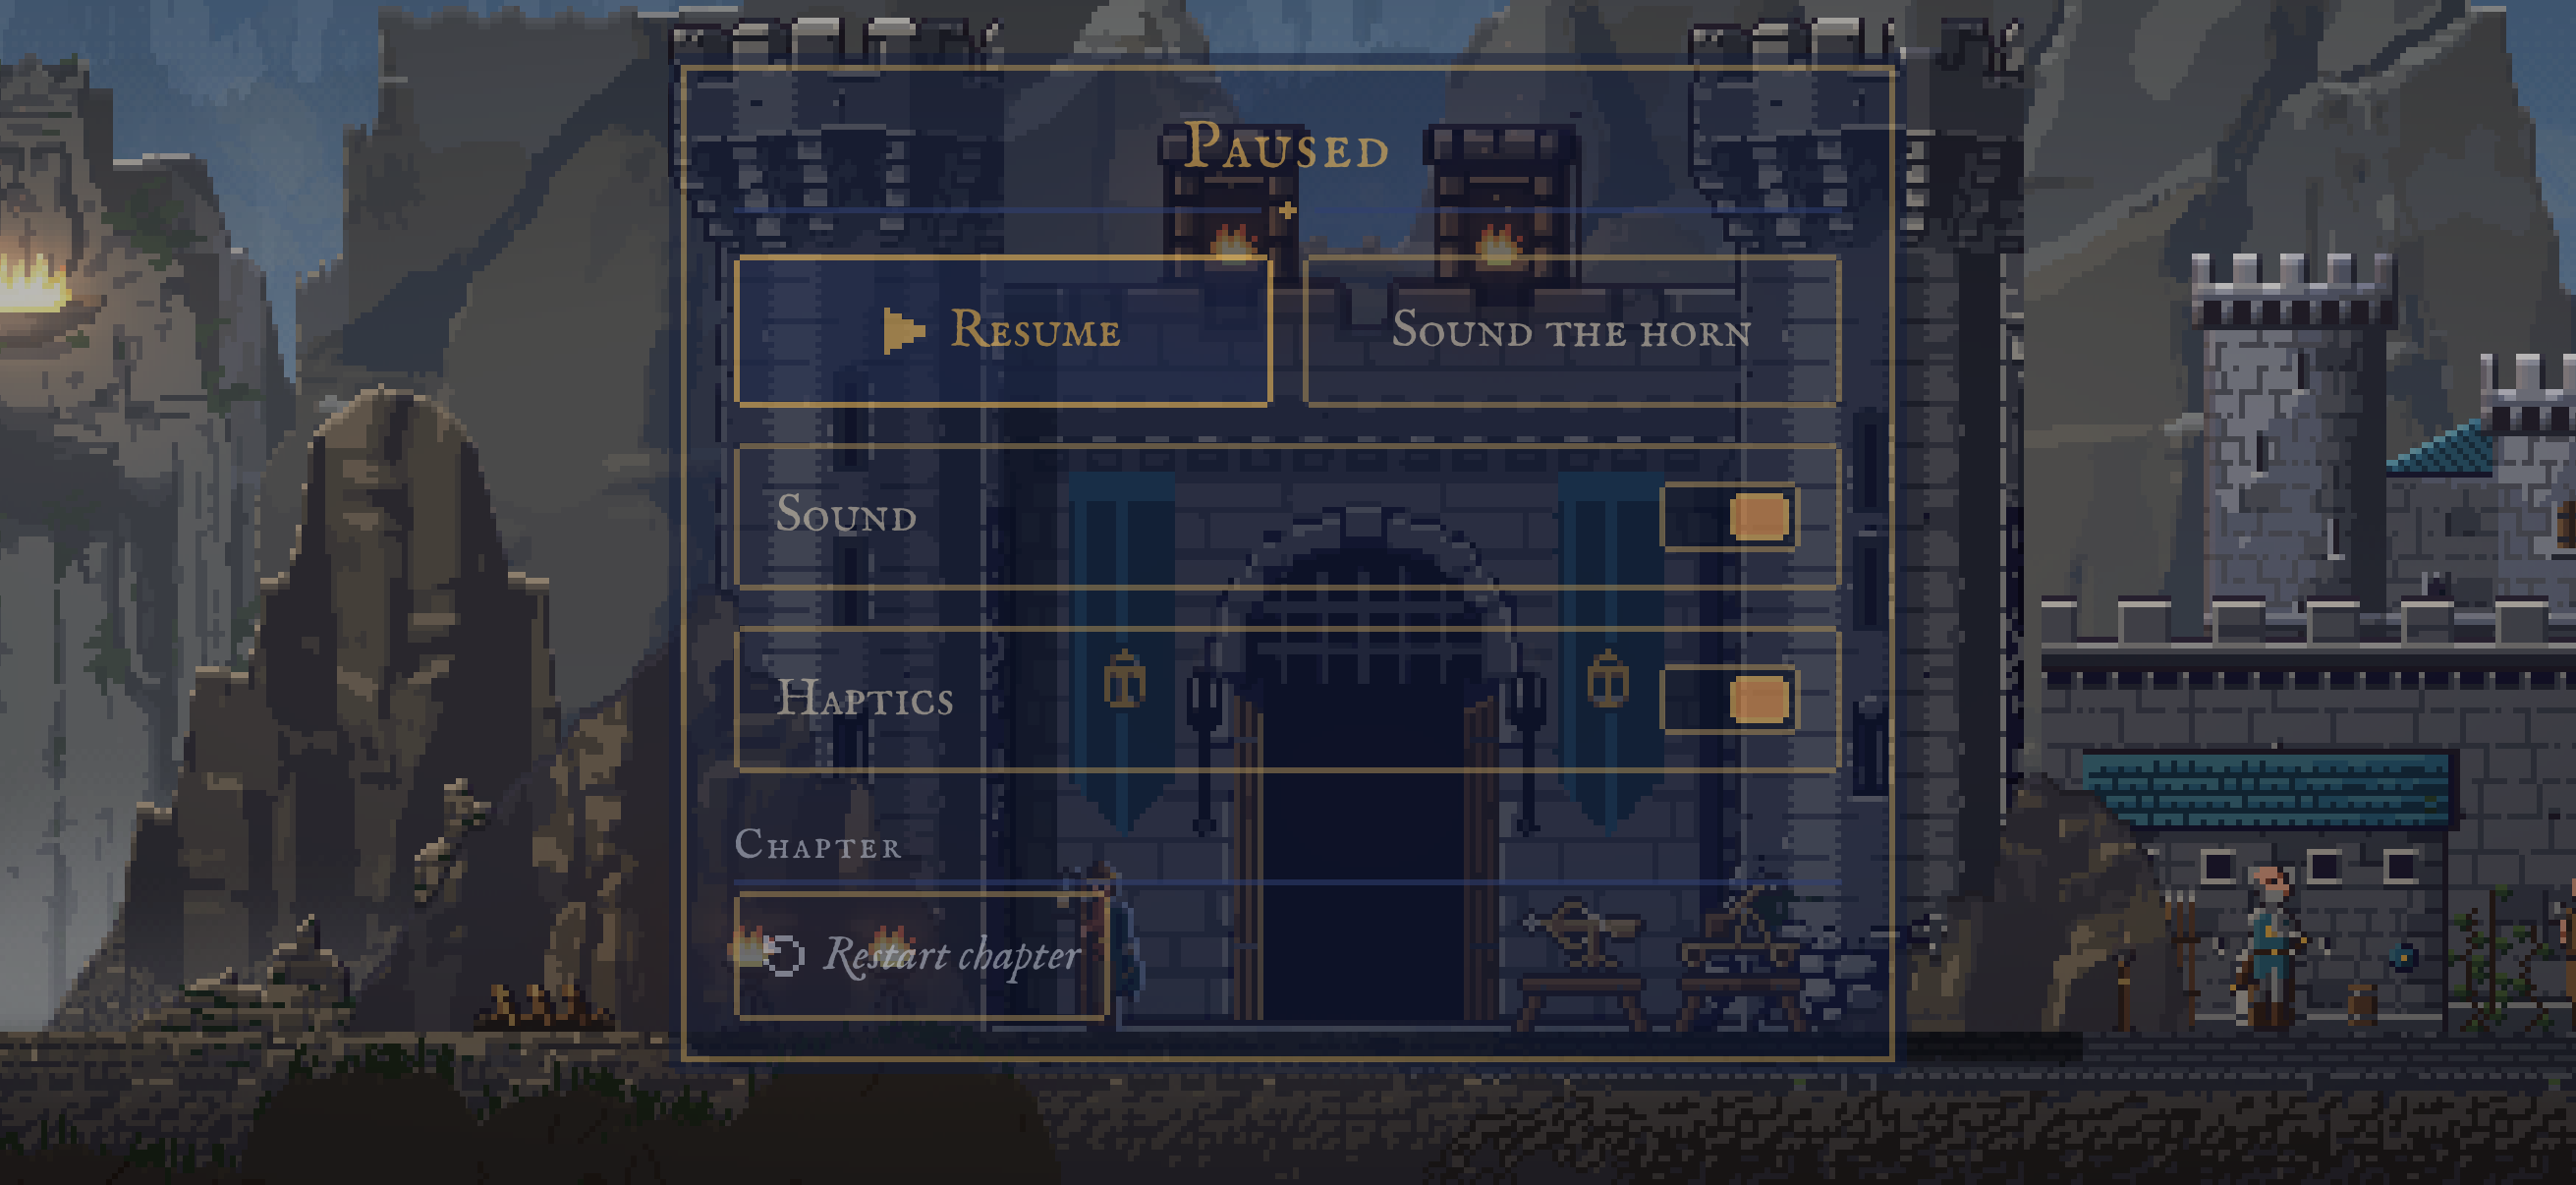 Paused
Resume
Sound the horn
Sound
Haptics
Chapter
Restart chapter